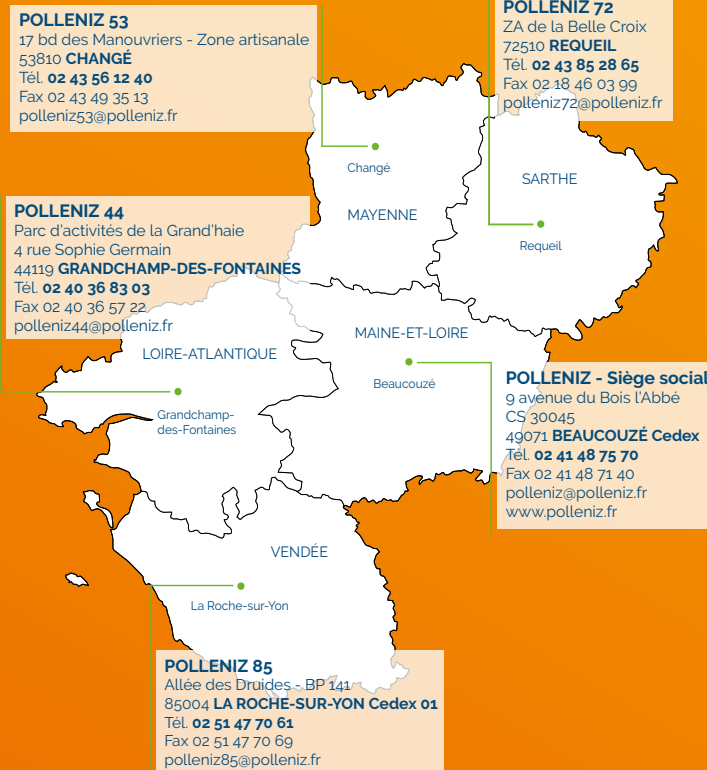 POLLENIZ 53
17 bd des Manouvriers - Zone artisanale
53810 CHANGÉ
Tél. 02 43 56 12 40
Fax 02 43 49 35 13
polleniz53@polleniz.fr
POLLENIZ 72
ZA de la Belle Croix
72510 REQUEIL
Tél. 02 43 85 28 65
Fax 02 18 46 03 99
polleniz72@polleniz.fr
Changé
MAYENNE
SARTHE
Requeil
POLLENIZ 44
Parc d'activités de la Grand'haie
4 rue Sophie Germain
44119 GRANDCHAMP-DES-FONTAINES
Tél. 02 40 36 83 03
Fax 02 40 36 57 22
polleniz44@polleniz.fr
LOIRE-ATLANTIQUE
Grandchamp-
des-Fontaines
MAINE-ET-LOIRE
Beaucouzé
POLLENIZ - Siège social
9 avenue du Bois l'Abbé
CS 30045
49071 BEAUCOUZÉ Cedex
Tél. 02 41 48 75 70
Fax 02 41 48 71 40
polleniz@polleniz.fr
www.polleniz.fr
VENDÉE
La Roche-sur-Yon
POLLENIZ 85
Allée des Druides - BP 141
85004 LA ROCHE-SUR-YON Cedex 01
Tél. 02 51 47 70 61
Fax 02 51 47 70 69
polleniz85@polleniz.fr